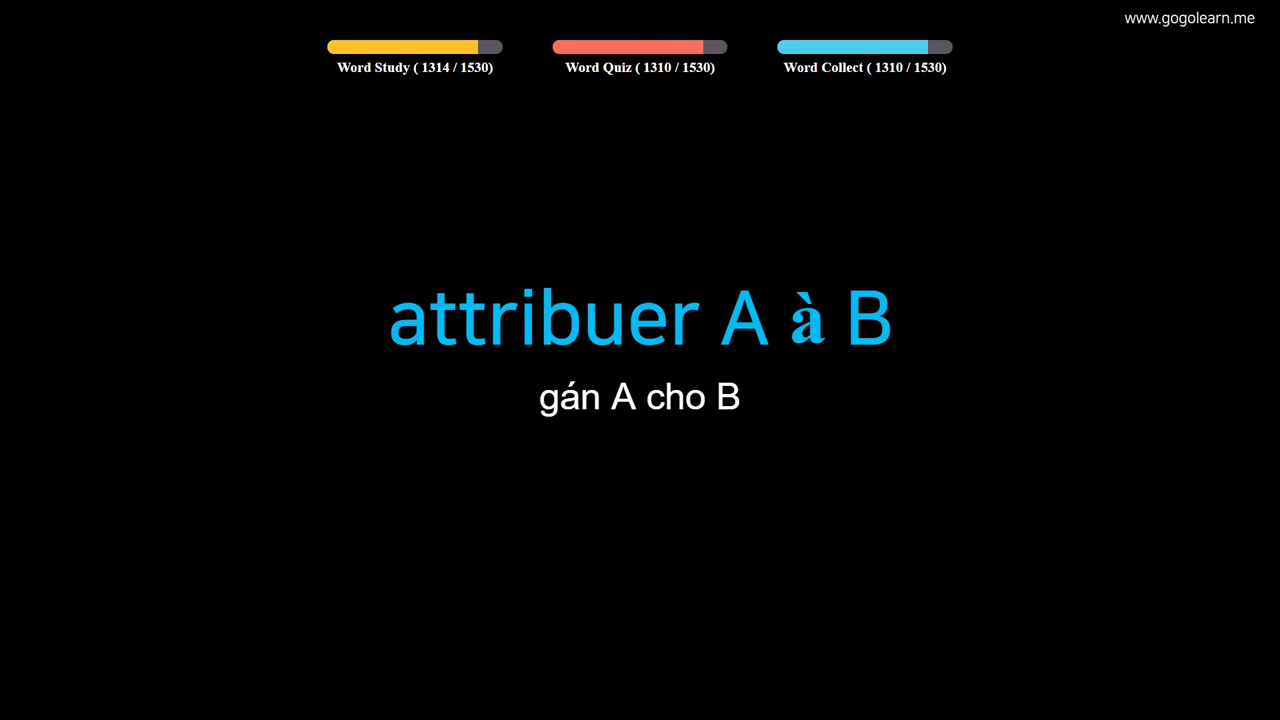 www.gogolearn.me
Word Study ( 1314 / 1530)
Word Quiz ( 1310 / 1530)
Word Collect ( 1310 / 1530)
attribuer A à B
gán A cho B